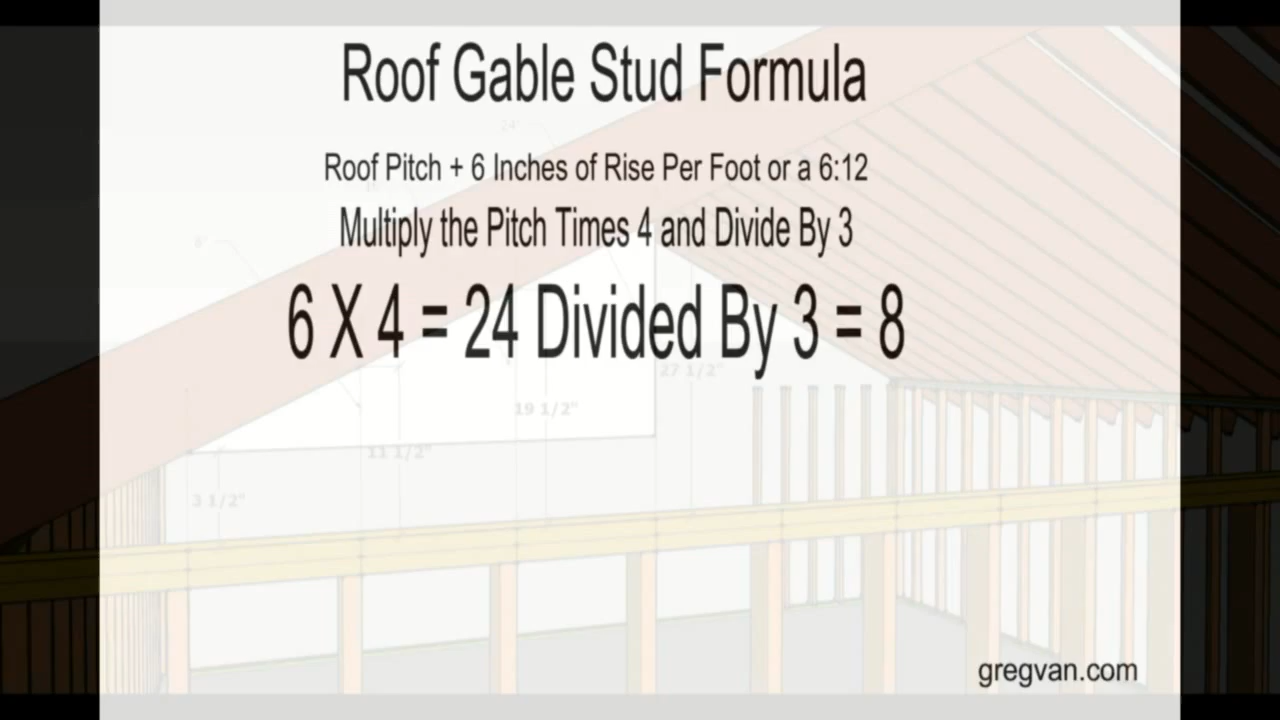 Roof Gable Stud Formula
24"
Roof Pitch + 6 Inches of Rise Per Foot or a 6:12
Multiply the Pitch Times 4 and Divide By 3
6 X 4 = 24 Divided By 3 = 8
27 1/2"
19 1/2"
11 1/2"
3 1/2"
gregvan.com